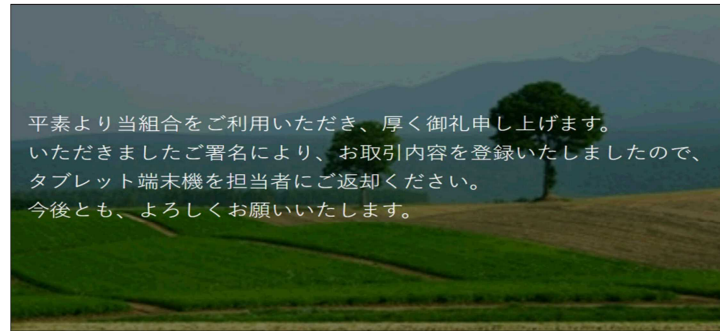 平素より当組合をご利用いただき、厚く御礼申し上げます。
いただきましたご署名により、お取引内容を登録いたしましたので、
タブレット端末機を担当者にご返却ください。
今後とも、よろしくお願いいたします。